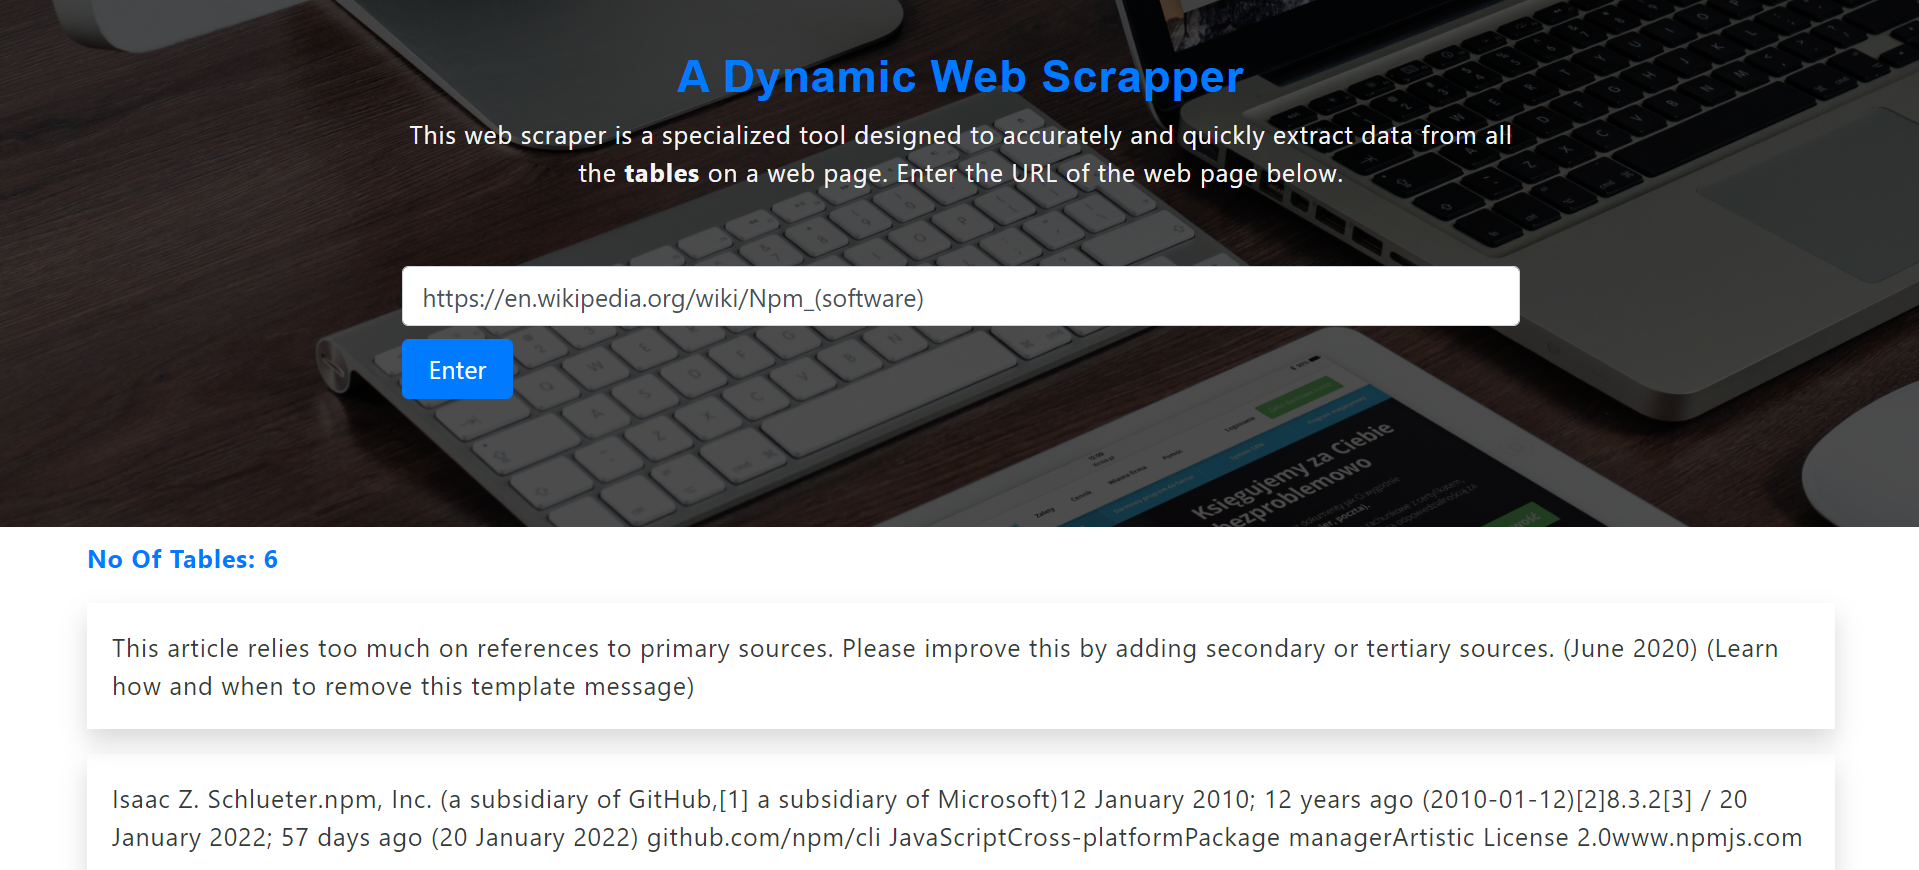 A Dynamic Web Scrapper
This web scraper is a specialized tool designed to accurately and quickly extract data from all
the tables on a web page. Enter the URL of the web page below.
https://en.wikipedia.org/wiki/Npm_(software)
Enter
Księgujemy za Ciebie
bezproblemowo
No Of Tables: 6
This article relies too much on references to primary sources. Please improve this by adding secondary or tertiary sources. (June 2020) (Learn
how and when to remove this template message)
Isaac Z. Schlueter.npm, Inc. (a subsidiary of GitHub,[1] a subsidiary of Microsoft)12 January 2010; 12 years ago (2010-01-12)[2]8.3.2[3] / 20
January 2022; 57 days ago (20 January 2022) github.com/npm/cli JavaScriptCross-platformPackage managerArtistic License 2.0www.npmjs.com